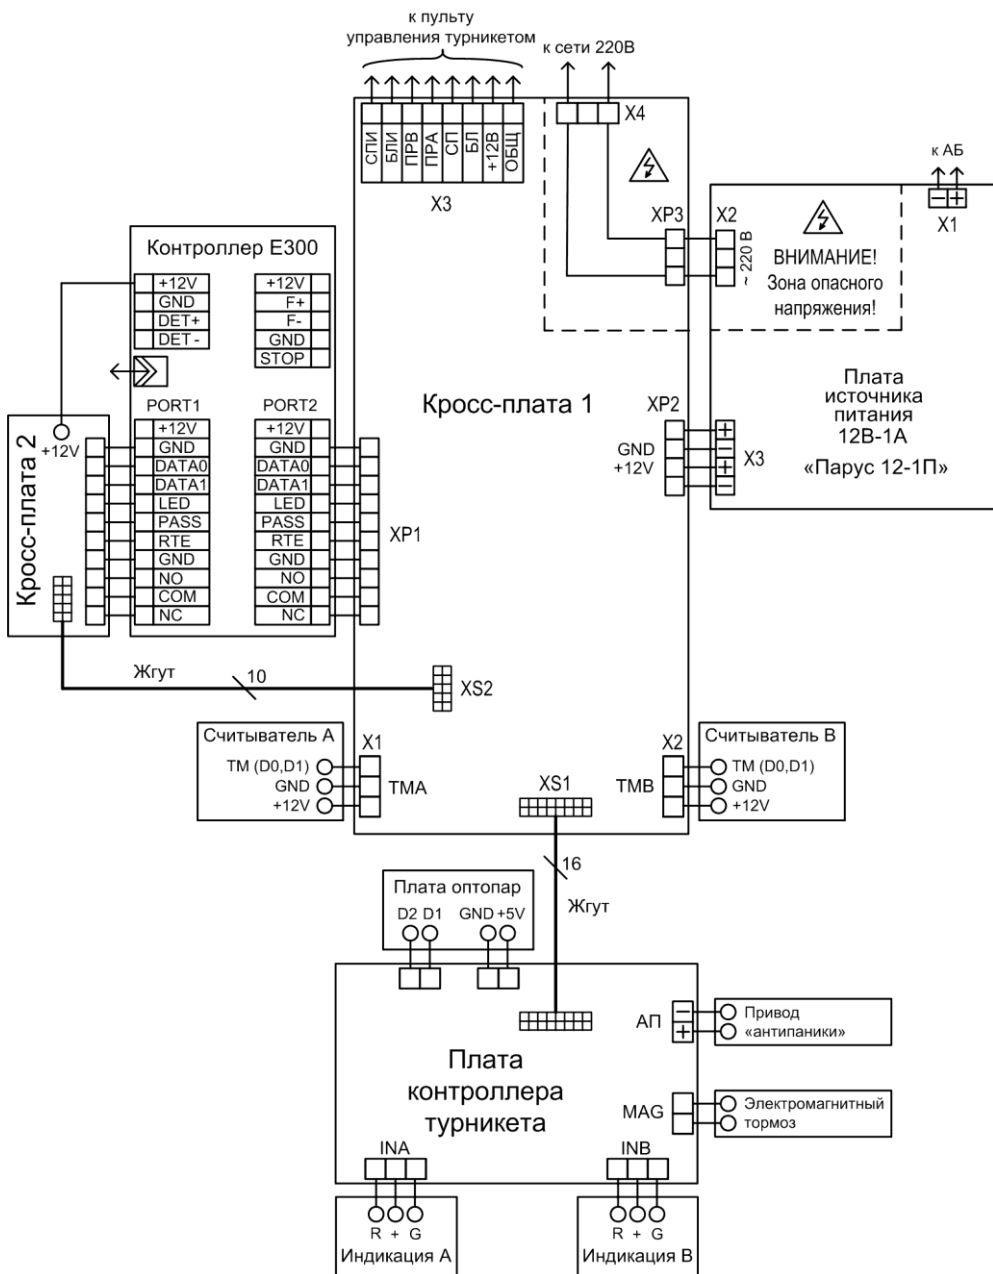 к пульту
управления турникетом
к сети 220В
СПИ
БЛИ
ПРВ
ПРА
СП
БЛ
+12В
ОБЩ
X3
X4
к АБ
− +
X1
XP3
X2
~ 220 В
ВНИМАНИЕ!
Зона опасного
напряжения!
Контроллер E300
+12V
GND
DET+
DET -
+12V
F+
F-
GND
STOP
Кросс-плата 1
XP2
GND
+12V
+
−
+
−
X3
Плата
источника
питания
12В-1А
«Парус 12-1П»
Кросс-плата 2
+12V
PORT1
+12V
GND
DATA0
DATA1
LED
PASS
RTE
GND
NO
COM
NC
PORT2
+12V
GND
DATA0
DATA1
LED
PASS
RTE
GND
NO
COM
NC
XP1
Жгут
10
XS2
Считыватель A
TM (D0,D1)
GND
+12V
X1
TMA
XS1
X2
TMB
Считыватель B
TM (D0,D1)
GND
+12V
16
Жгут
Плата оптопар
D2 D1 GND +5V
АП
−
+
Привод
«антипаники»
Плата
контроллера
турникета
MAG
Электромагнитный
тормоз
INA
INB
R + G
Индикация A
R + G
Индикация B